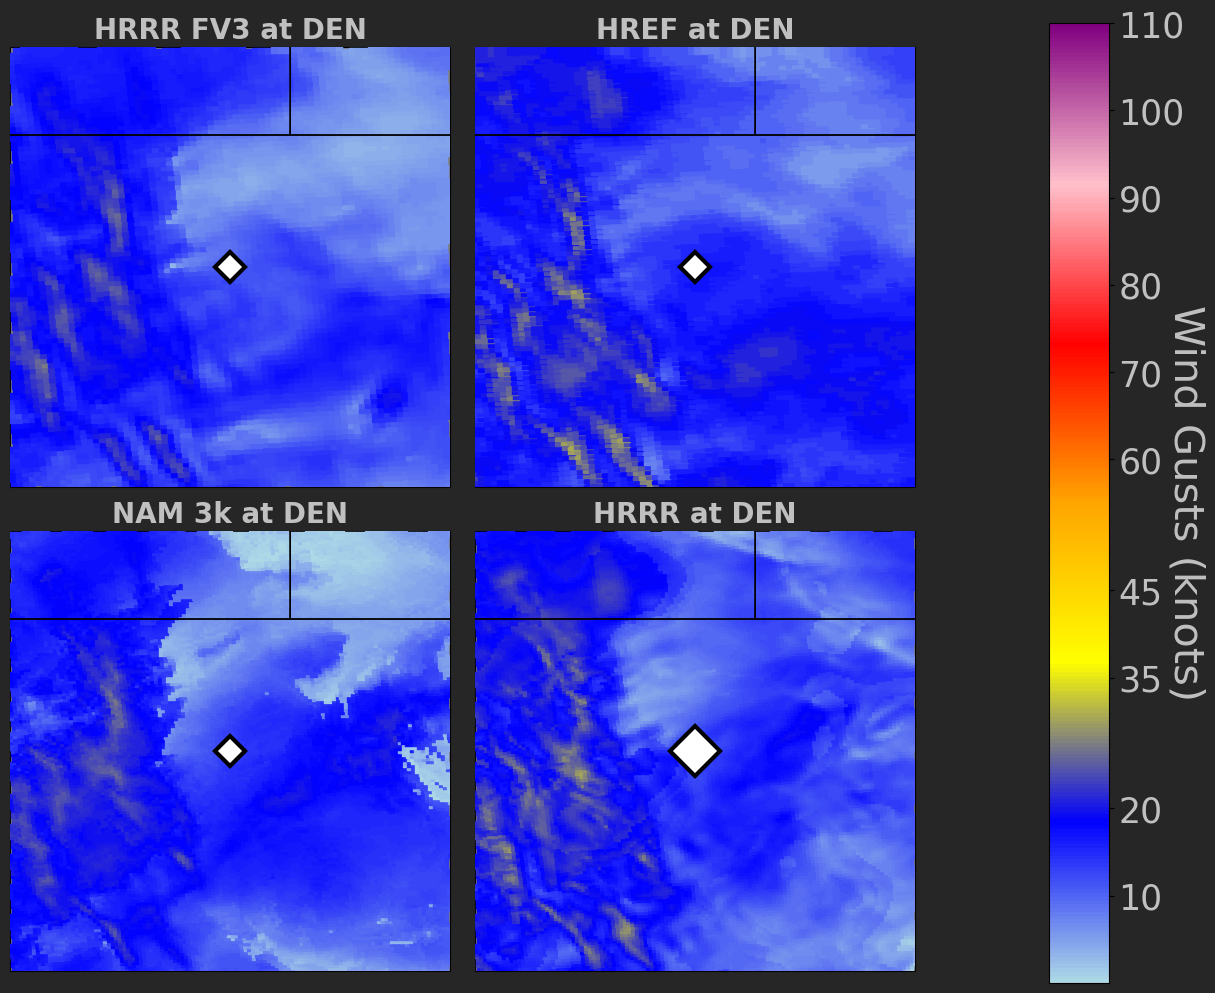 HRRR FV3 at DEN
HREF at DEN
NAM 3k at DEN
HRRR at DEN
110
100
90
80
70
60
45
35
20
10
Wind Gusts (knots)